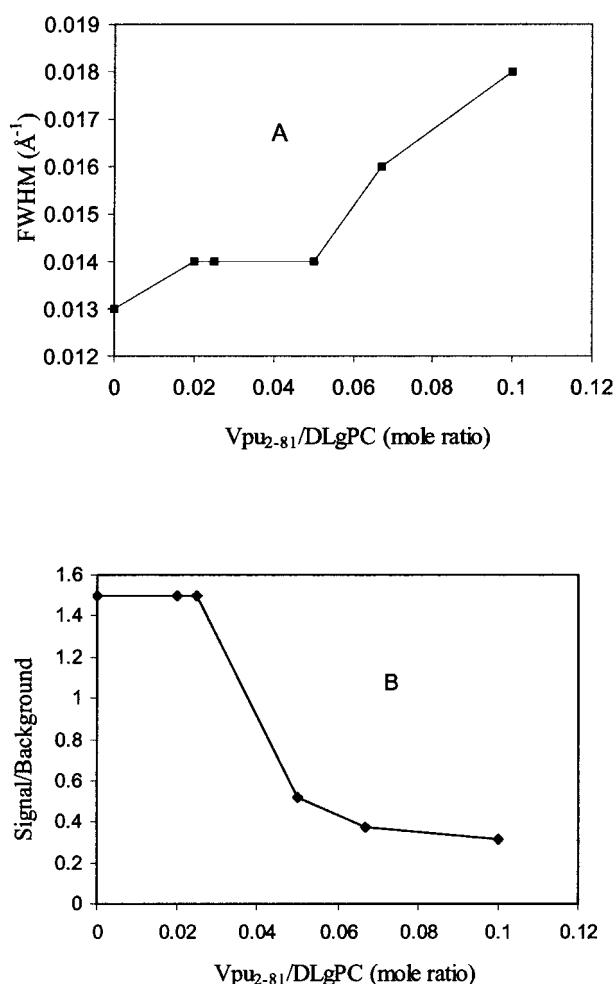 0.019
0.018
0.017
0.016
0.015
0.014
0.013
0.012
FWHM (Å⁻¹)
A
0 0.02 0.04 0.06 0.08 0.1 0.12
Vpu₂₋₈₁/DLgPC (mole ratio)
1.6
1.4
1.2
1
0.8
0.6
0.4
0.2
0
Signal/Background
B
0 0.02 0.04 0.06 0.08 0.1 0.12
Vpu₂₋₈₁/DLgPC (mole ratio)